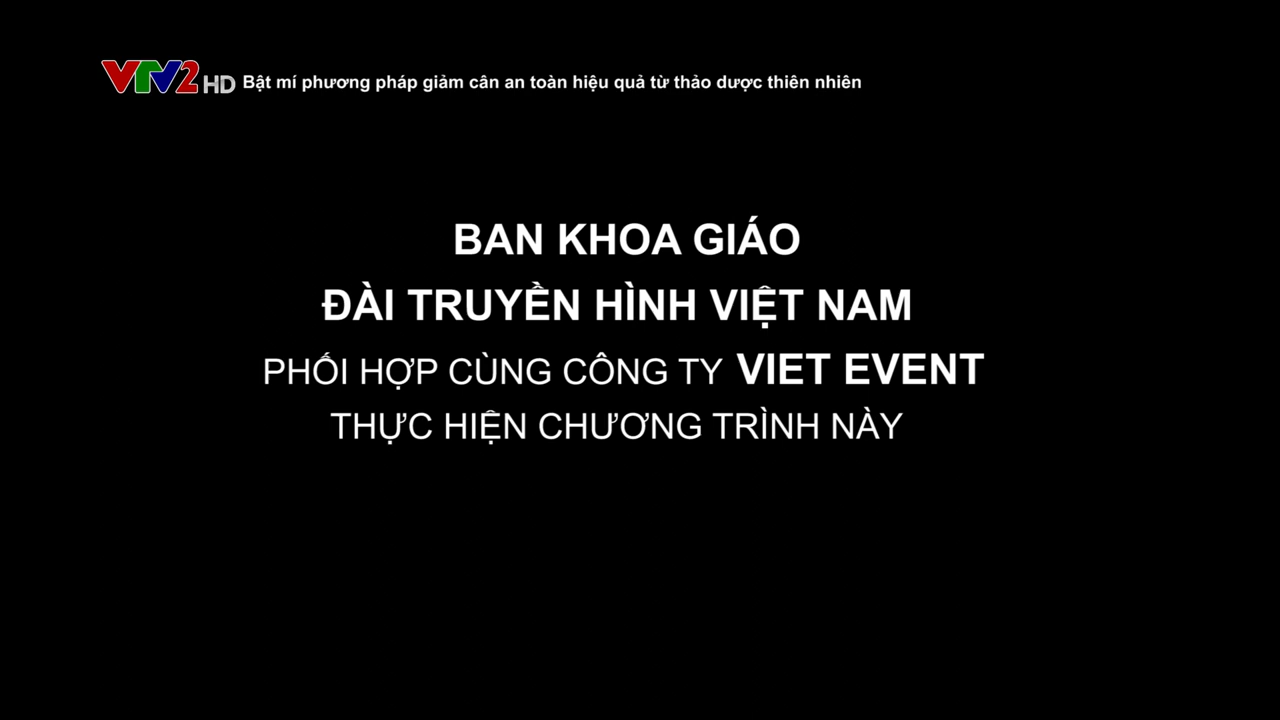 VTV2 HD Bật mí phương pháp giảm cân an toàn hiệu quả từ thảo dược thiên nhiên
BAN KHOA GIÁO
ĐÀI TRUYỀN HÌNH VIỆT NAM
PHỐI HỢP CÙNG CÔNG TY VIET EVENT
THỰC HIỆN CHƯƠNG TRÌNH NÀY